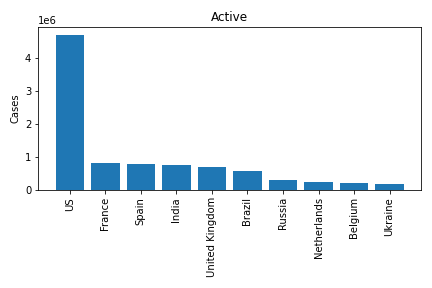 Active
1e6
Cases
4
3
2
1
0
US
France
Spain
India
United Kingdom
Brazil
Russia
Netherlands
Belgium
Ukraine